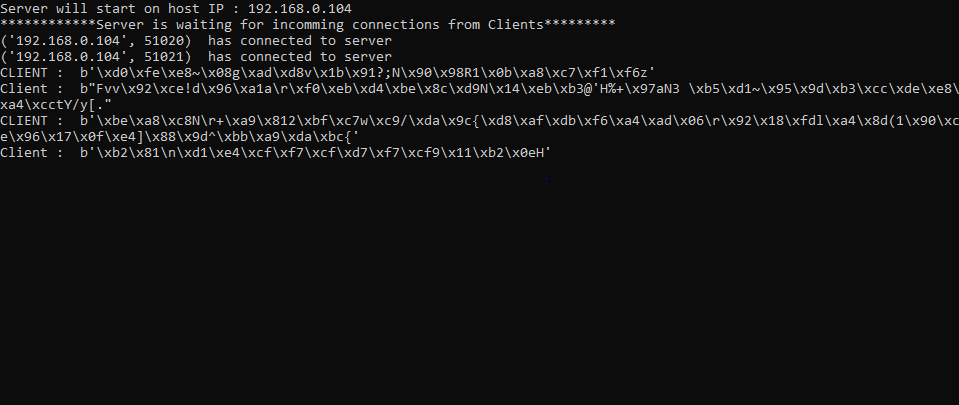 Server will start on host IP : 192.168.0.104
************Server is waiting for incomming connections from Clients*********
('192.168.0.104', 51020)  has connected to server
('192.168.0.104', 51021)  has connected to server
CLIENT :  b'\xd0\xfe\xe8~\x08g\xad\xd8v\x1b\x91?;N\x90\x98R1\x0b\xa8\xc7\xf1\xf6z'
Client :  b"Fvv\x92\xce!d\x96\xa1a\r\xf0\xeb\xd4\xbe\x8c\xd9N\x14\xeb\xb3@'H%+\x97aN3 \xb5\xd1~\x95\x9d\xb3\xcc\xde\xe8\
xa4\xcctY/y[."
CLIENT :  b'\xbe\xa8\xc8N\r+\xa9\x812\xbf\xc7w\xc9/\xda\x9c{\xd8\xaf\xdb\xf6\xa4\xad\x06\r\x92\x18\xfdl\xa4\x8d(1\x90\xc
e\x96\x17\x0f\xe4]\x88\x9d^\xbb\xa9\xda\xbc{'
Client :  b'\xb2\x81\n\xd1\xe4\xcf\xf7\xcf\xd7\xf7\xcf9\x11\xb2\x0eH'